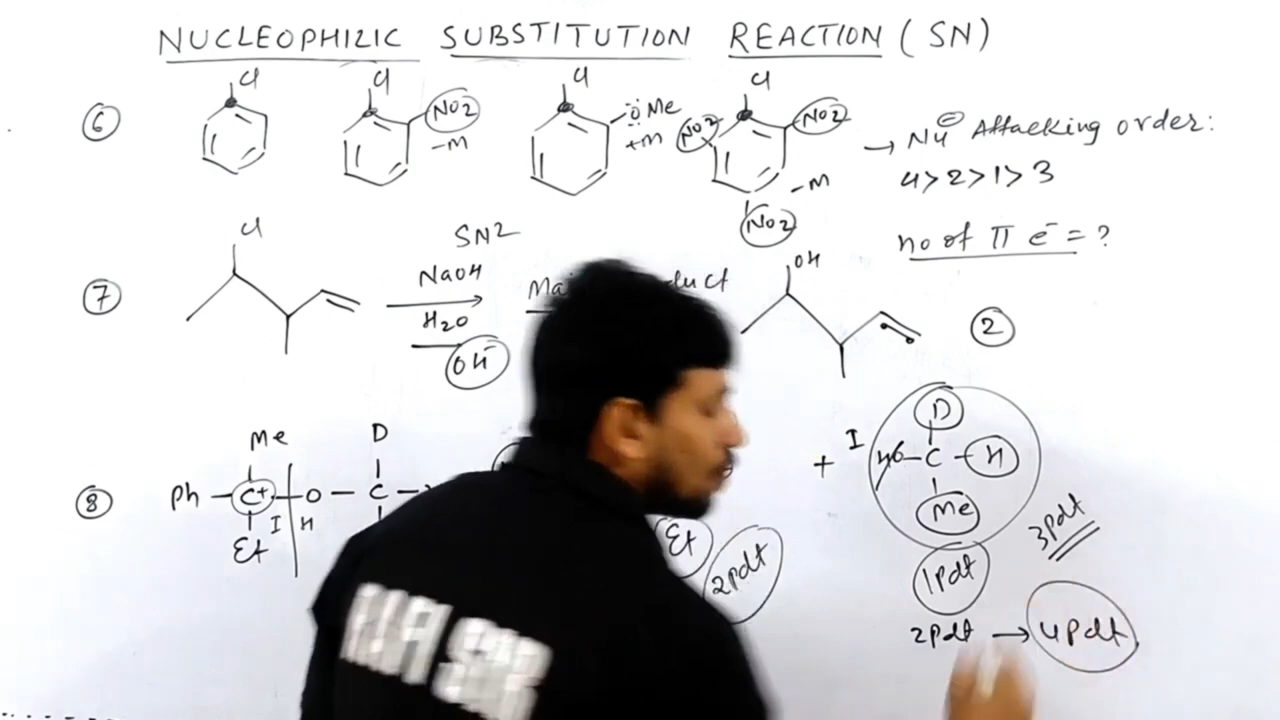 NUCLEOPHILIC SUBSTITUTION REACTION (SN)
6 Cl Cl NO2 -M Cl OMe +M Cl NO2 NO2 NO2 -M → Nu⊖ Attacking order:
4>2>1>3
no of π e⁻ = ?
7 Cl SN2 NaOH H2O OH⁻ OH 2
8 Ph C+ Me Et I O H D C
Et 2pdt
+ I C D H Me
1pdt 3pdt
2pdt → 4pdt
RAFI SIR